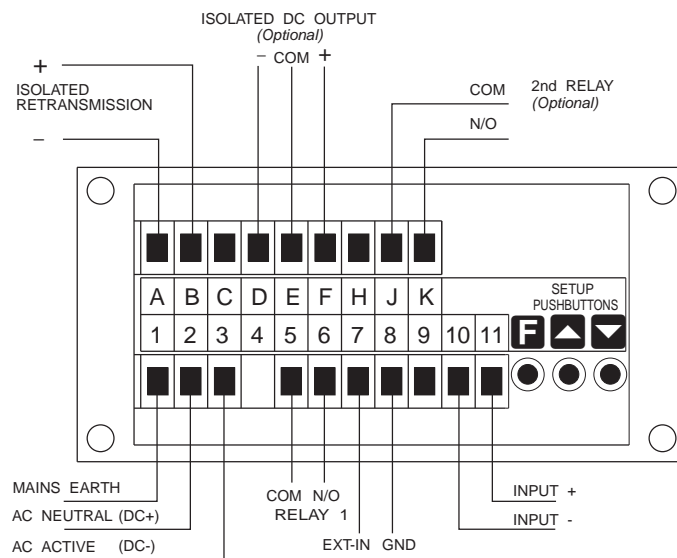 ISOLATED DC OUTPUT
(Optional)
– COM +
+
ISOLATED
RETRANSMISSION
–
COM
2nd RELAY
(Optional)
N/O
A B C D E F H J K
SETUP
PUSHBUTTONS
1 2 3 4 5 6 7 8 9 10 11 F
MAINS EARTH
AC NEUTRAL (DC+)
AC ACTIVE (DC-)
COM N/O
RELAY 1
EXT-IN GND
INPUT +
INPUT -